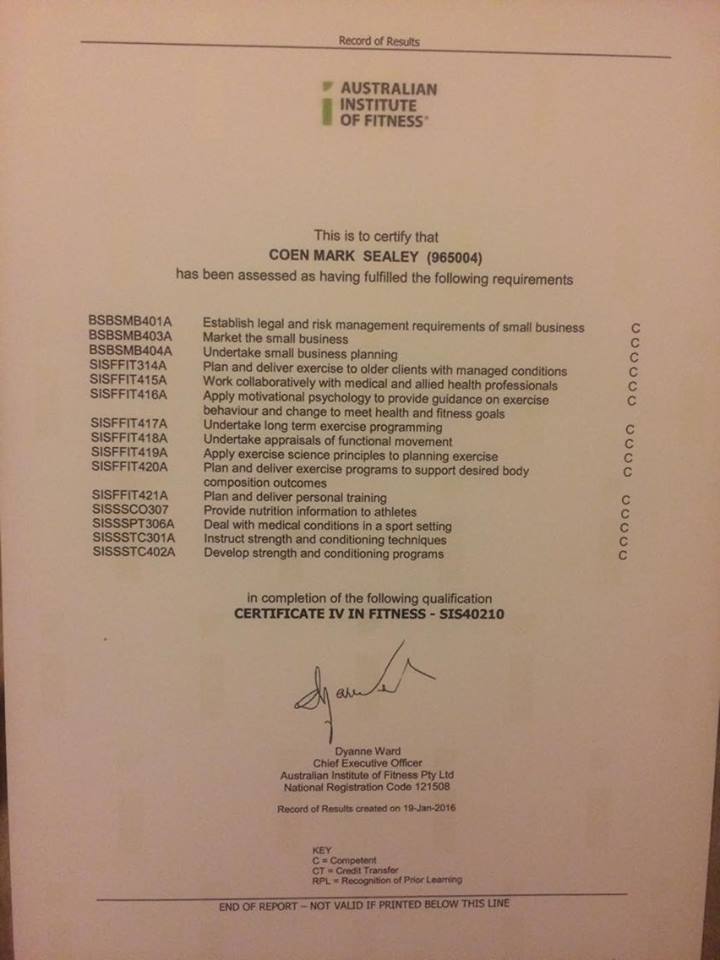 Record of Results
AUSTRALIAN
INSTITUTE
OF FITNESS
This is to certify that
COEN MARK SEALEY (965004)
has been assessed as having fulfilled the following requirements
BSBSMB401A Establish legal and risk management requirements of small business C
BSBSMB403A Market the small business C
BSBSMB404A Undertake small business planning C
SISFFIT314A Plan and deliver exercise to older clients with managed conditions C
SISFFIT415A Work collaboratively with medical and allied health professionals C
SISFFIT416A Apply motivational psychology to provide guidance on exercise C
behaviour and change to meet health and fitness goals
SISFFIT417A Undertake long term exercise programming C
SISFFIT418A Undertake appraisals of functional movement C
SISFFIT419A Apply exercise science principles to planning exercise C
SISFFIT420A Plan and deliver exercise programs to support desired body C
composition outcomes
SISFFIT421A Plan and deliver personal training C
SISSSCO307 Provide nutrition information to athletes C
SISSSPT306A Deal with medical conditions in a sport setting C
SISSSTC301A Instruct strength and conditioning techniques C
SISSSTC402A Develop strength and conditioning programs C
in completion of the following qualification
CERTIFICATE IV IN FITNESS - SIS40210
Dyanne Ward
Chief Executive Officer
Australian Institute of Fitness Pty Ltd
National Registration Code 121508
Record of Results created on 19-Jan-2016
KEY
C = Competent
CT = Credit Transfer
RPL = Recognition of Prior Learning
END OF REPORT – NOT VALID IF PRINTED BELOW THIS LINE